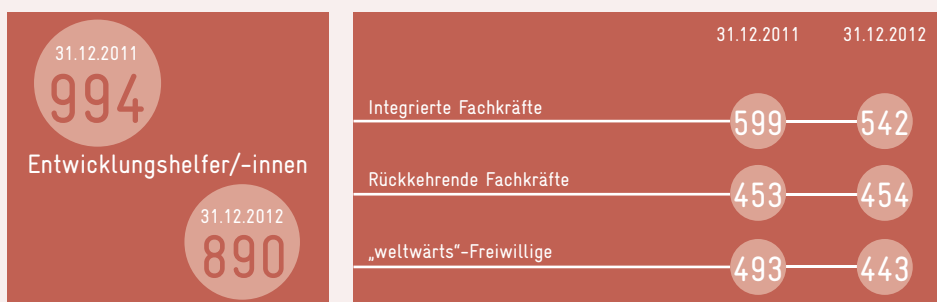 31.12.2011
994
Entwicklungshelfer/-innen
31.12.2012
890
31.12.2011 31.12.2012
Integrierte Fachkräfte 599 542
Rückkehrende Fachkräfte 453 454
„weltwärts“-Freiwillige 493 443